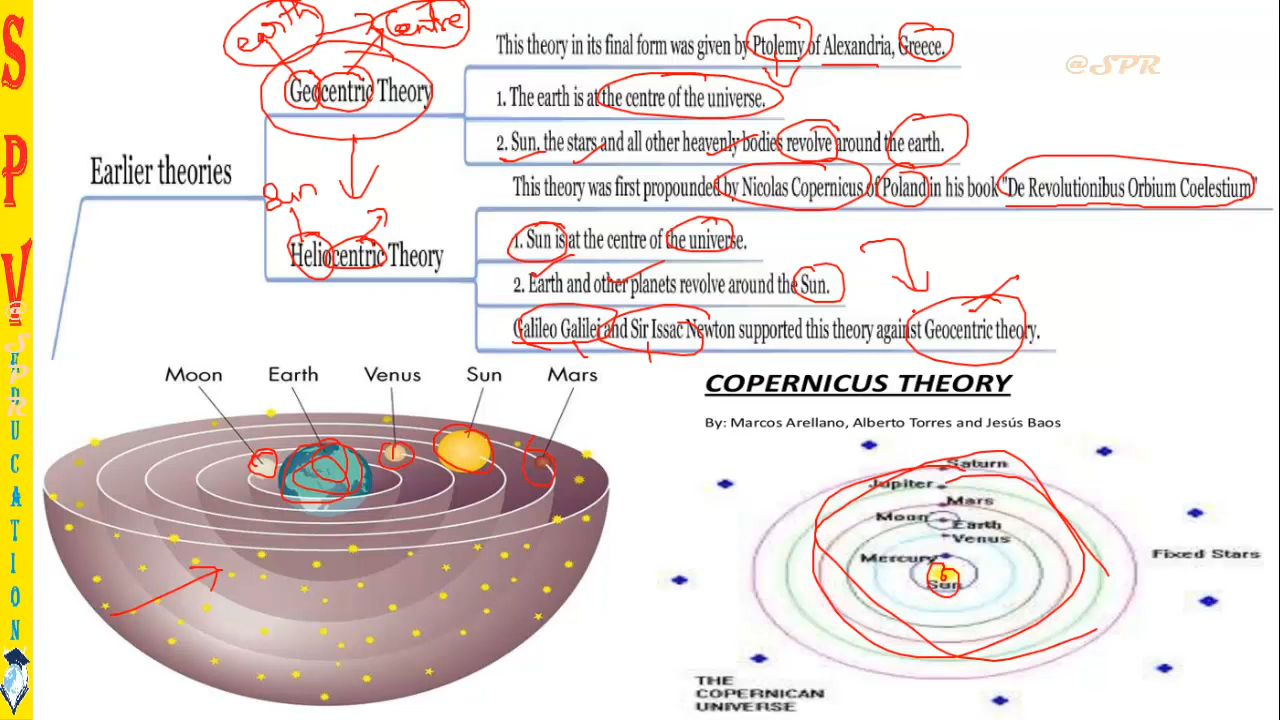 earth
centre
This theory in its final form was given by Ptolemy of Alexandria, Greece.
@SPR
Geocentric Theory
1. The earth is at the centre of the universe.
2. Sun, the stars and all other heavenly bodies revolve around the earth.
Earlier theories
This theory was first propounded by Nicolas Copernicus of Poland in his book "De Revolutionibus Orbium Coelestium"
Sun
1. Sun is at the centre of the universe.
Heliocentric Theory
2. Earth and other planets revolve around the Sun.
Galileo Galilei and Sir Issac Newton supported this theory against Geocentric theory.
S P V EDUCATION
@SPR
Moon Earth Venus Sun Mars
COPERNICUS THEORY
By: Marcos Arellano, Alberto Torres and Jesús Baos
Saturn
Jupiter
Mars
Moon
Earth
Venus
Mercury
Sun
Fixed Stars
THE
COPERNICAN
UNIVERSE